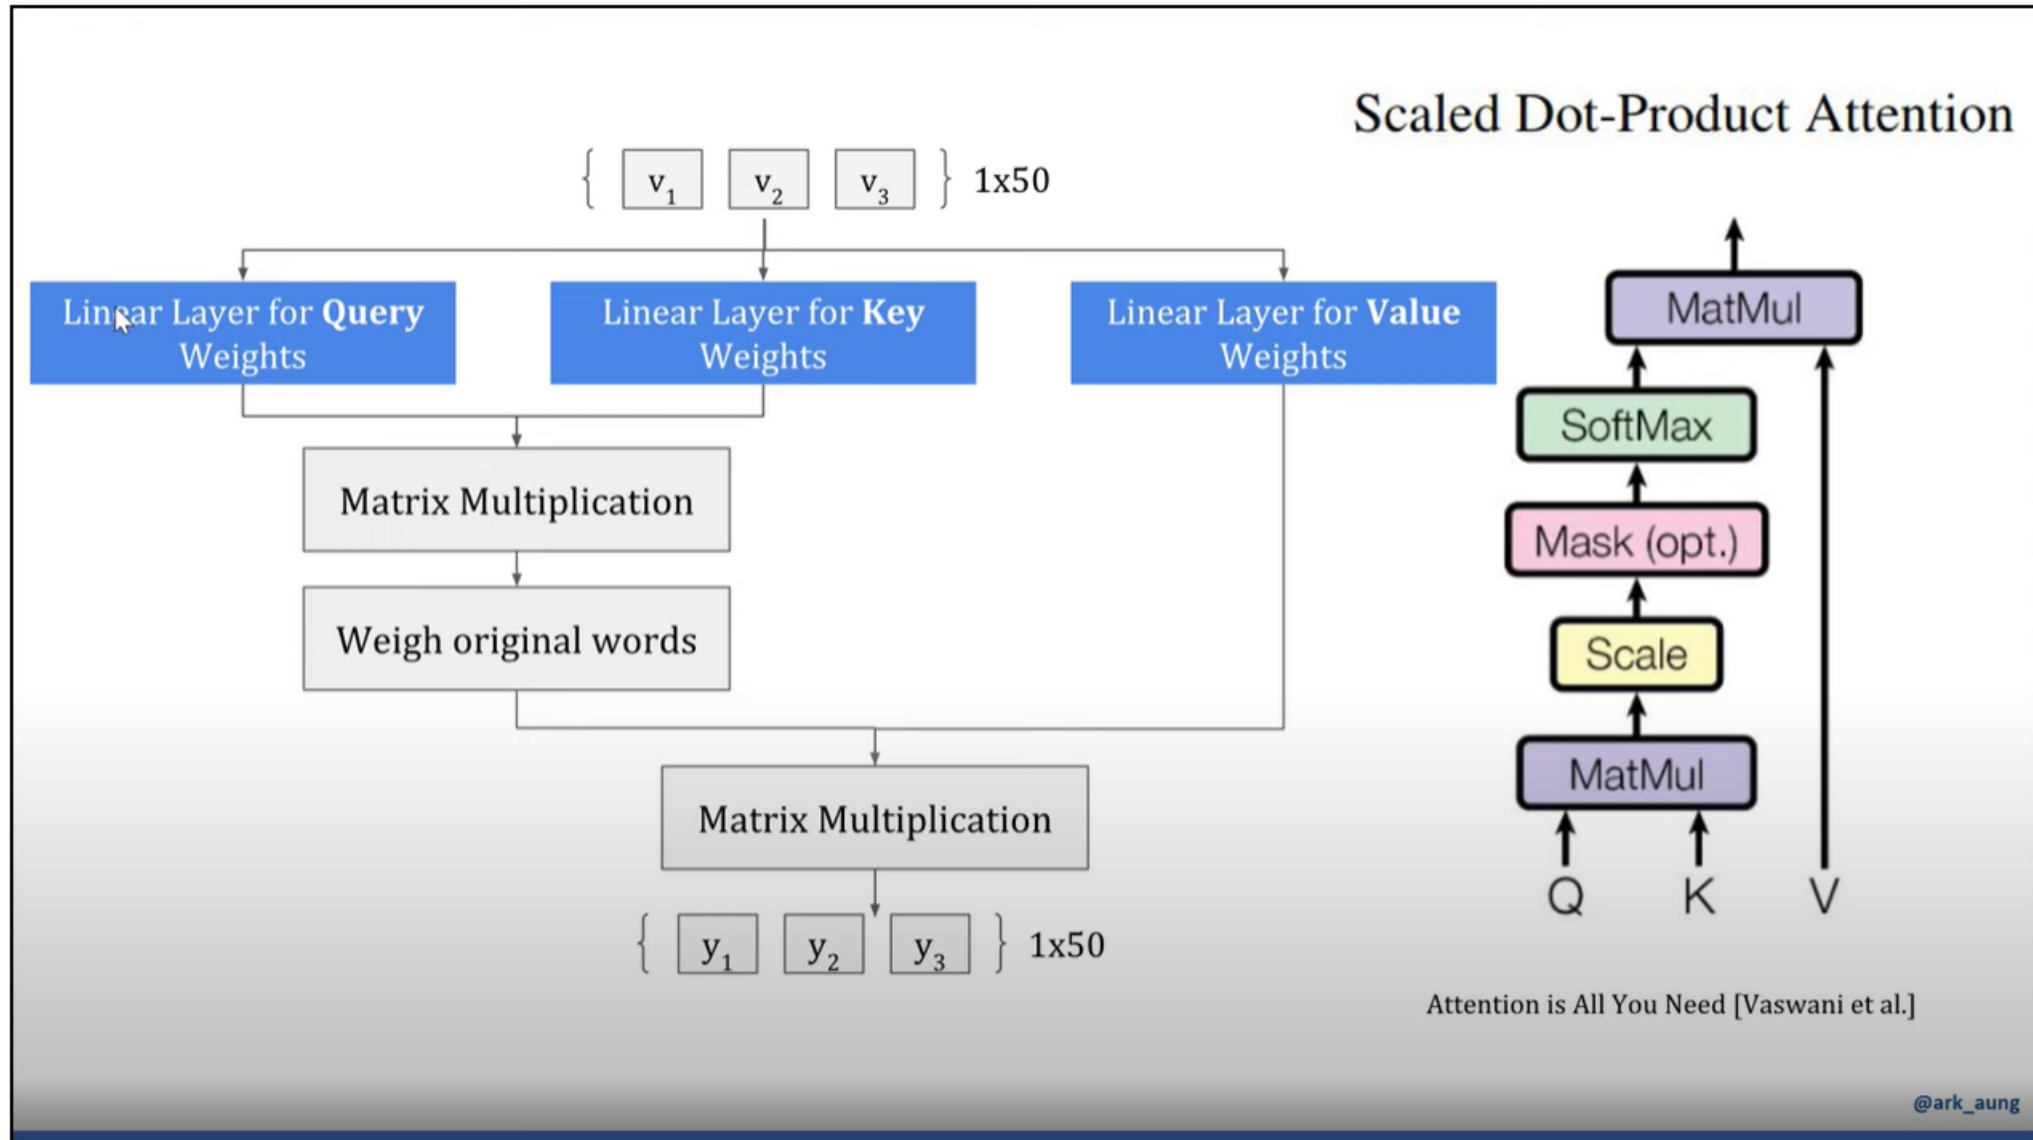 Scaled Dot-Product Attention
{ v₁ v₂ v₃ } 1x50
Linear Layer for Query
Weights
Linear Layer for Key
Weights
Linear Layer for Value
Weights
Matrix Multiplication
Weigh original words
Matrix Multiplication
{ y₁ y₂ y₃ } 1x50
MatMul
SoftMax
Mask (opt.)
Scale
MatMul
Q K V
Attention is All You Need [Vaswani et al.]
@ark_aung